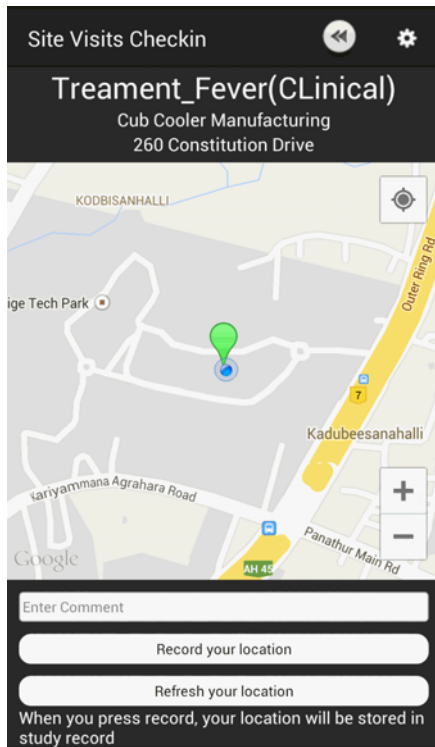 Site Visits Checkin
Treament_Fever(CLinical)
Cub Cooler Manufacturing
260 Constitution Drive
KODBISANHALLI
Outer Ring Rd
ige Tech Park
7
Kadubeesanahalli
Kariyammana Agrahara Road
Panathur Main Rd
Google
AH 45
Enter Comment
Record your location
Refresh your location
When you press record, your location will be stored in
study record